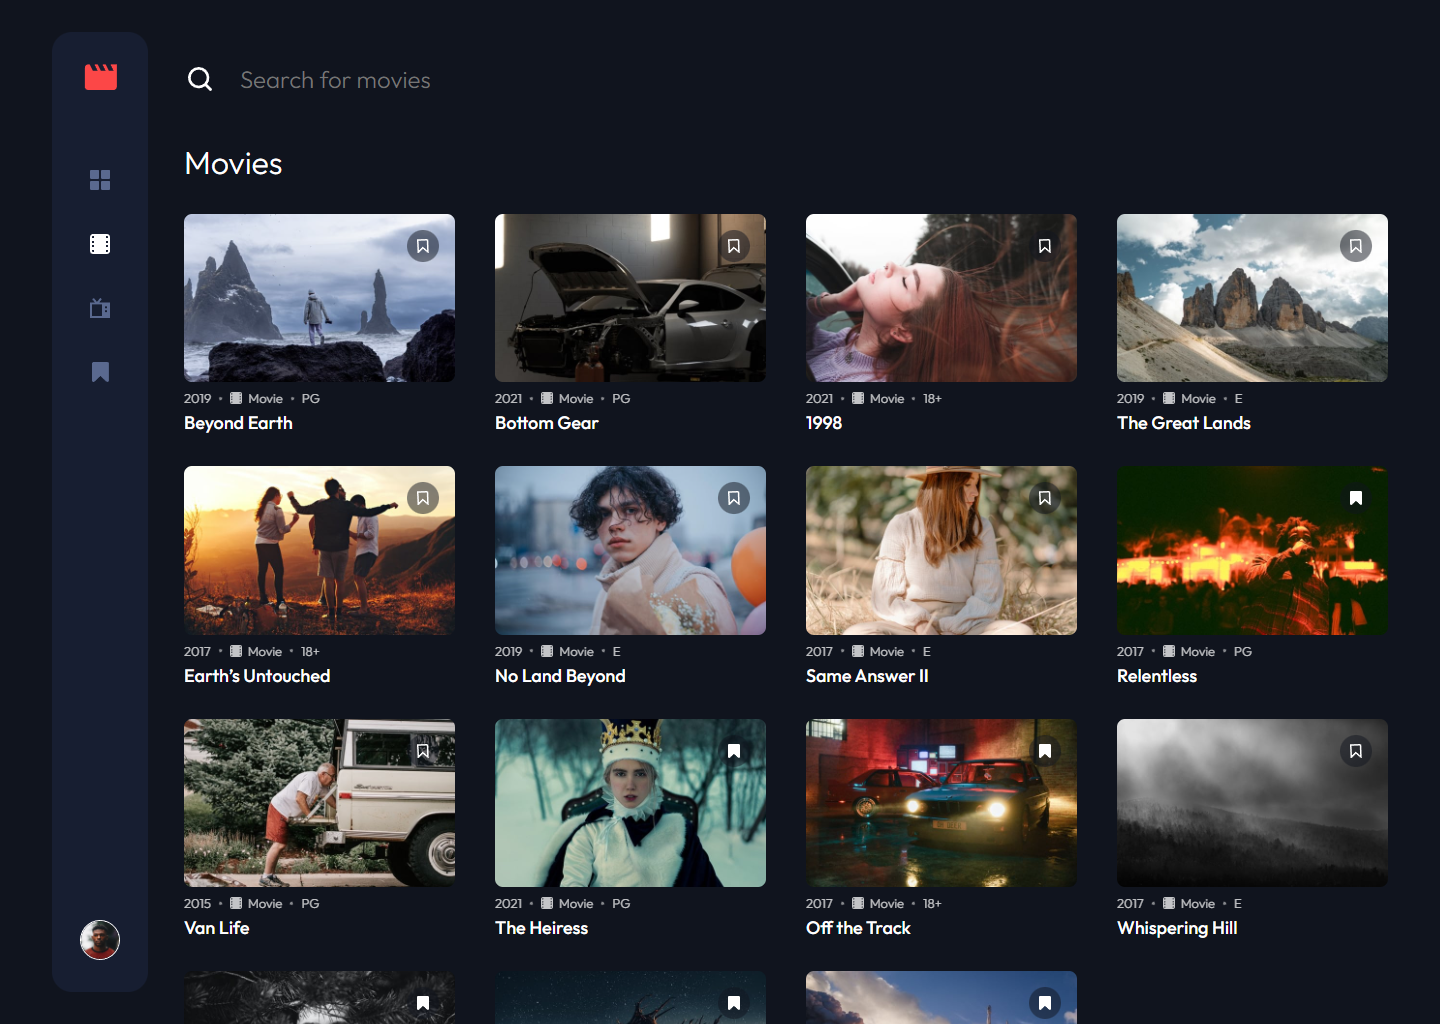 Search for movies
Movies
2019 • Movie • PG
Beyond Earth
2021 • Movie • PG
Bottom Gear
2021 • Movie • 18+
1998
2019 • Movie • E
The Great Lands
2017 • Movie • 18+
Earth’s Untouched
2019 • Movie • E
No Land Beyond
2017 • Movie • E
Same Answer II
2017 • Movie • PG
Relentless
2015 • Movie • PG
Van Life
2021 • Movie • PG
The Heiress
2017 • Movie • 18+
Off the Track
2017 • Movie • E
Whispering Hill